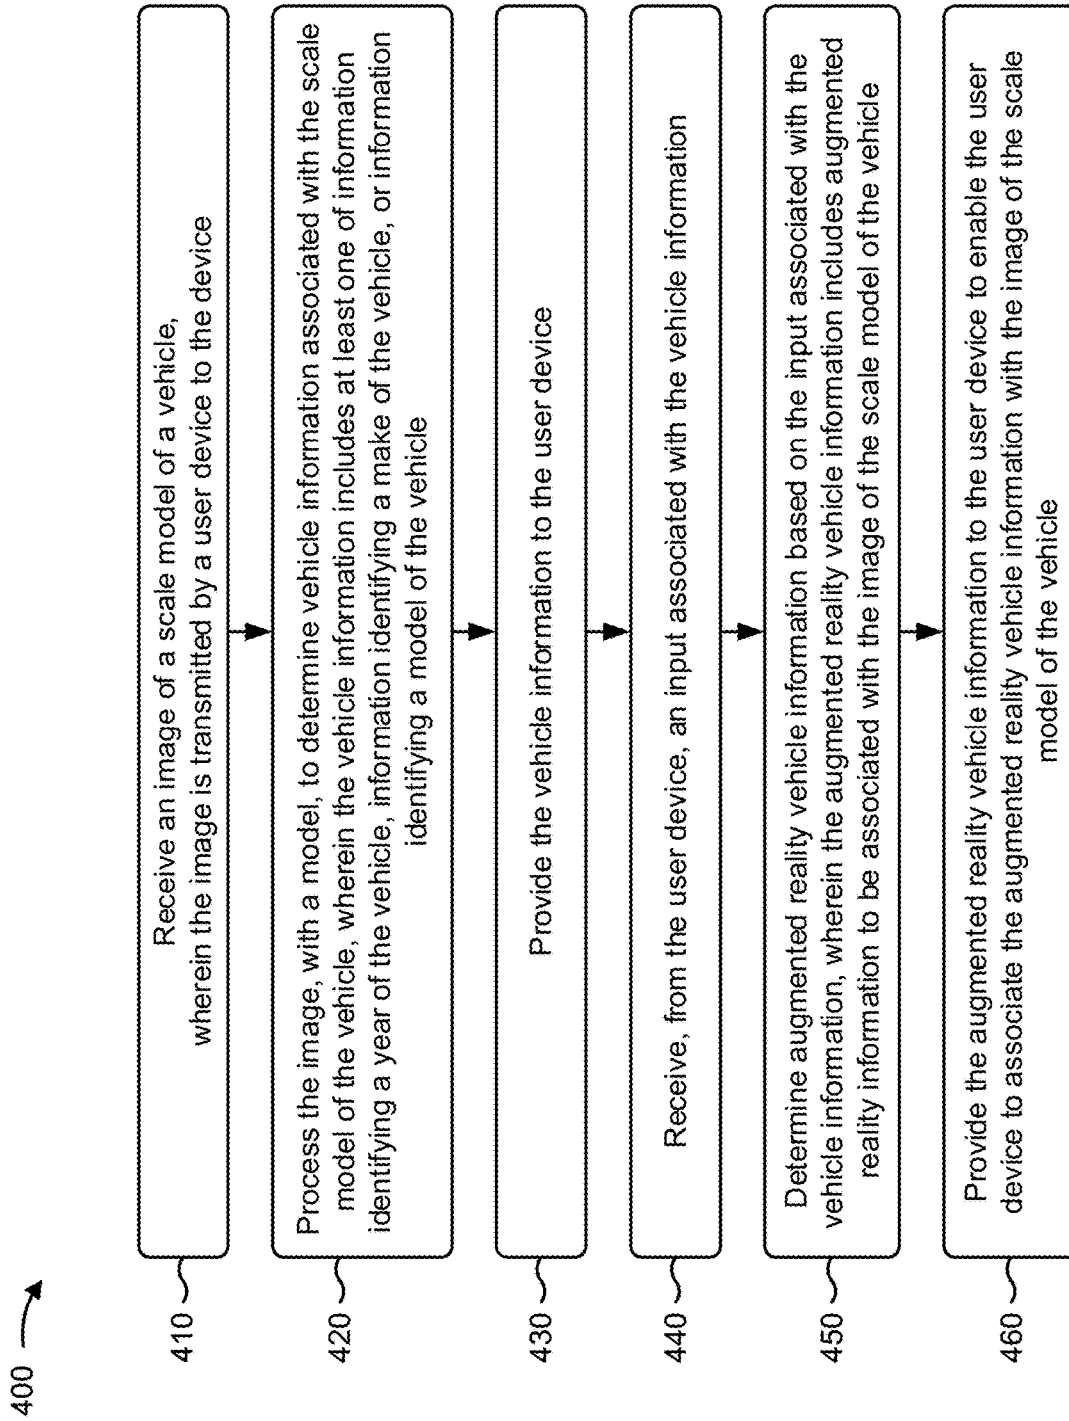 400
410
Receive an image of a scale model of a vehicle,
wherein the image is transmitted by a user device to the device
420
Process the image, with a model, to determine vehicle information associated with the scale
model of the vehicle, wherein the vehicle information includes at least one of information
identifying a year of the vehicle, information identifying a make of the vehicle, or information
identifying a model of the vehicle
430
Provide the vehicle information to the user device
440
Receive, from the user device, an input associated with the vehicle information
450
Determine augmented reality vehicle information based on the input associated with the
vehicle information, wherein the augmented reality vehicle information includes augmented
reality information to be associated with the image of the scale model of the vehicle
460
Provide the augmented reality vehicle information to the user device to enable the user
device to associate the augmented reality vehicle information with the image of the scale
model of the vehicle